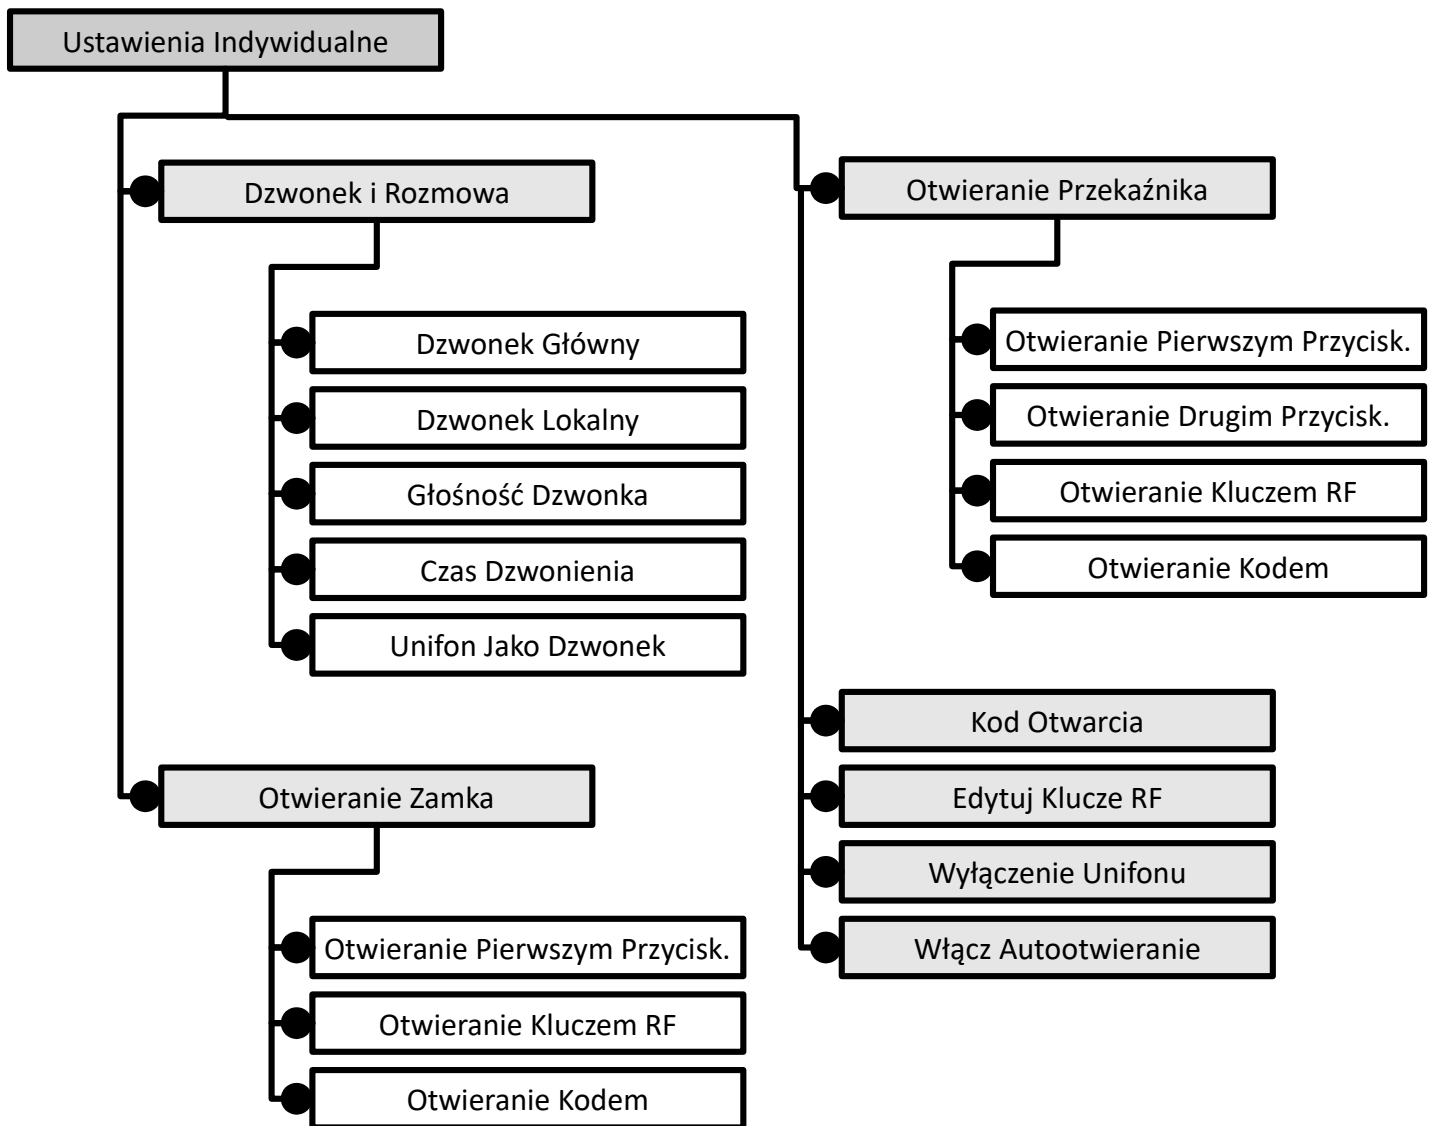 Ustawienia Indywidualne
Dzwonek i Rozmowa
Dzwonek Główny
Dzwonek Lokalny
Głośność Dzwonka
Czas Dzwonienia
Unifon Jako Dzwonek
Otwieranie Zamka
Otwieranie Pierwszym Przycisk.
Otwieranie Kluczem RF
Otwieranie Kodem
Otwieranie Przekaźnika
Otwieranie Pierwszym Przycisk.
Otwieranie Drugim Przycisk.
Otwieranie Kluczem RF
Otwieranie Kodem
Kod Otwarcia
Edytuj Klucze RF
Wyłączenie Unifonu
Włącz Autootwieranie